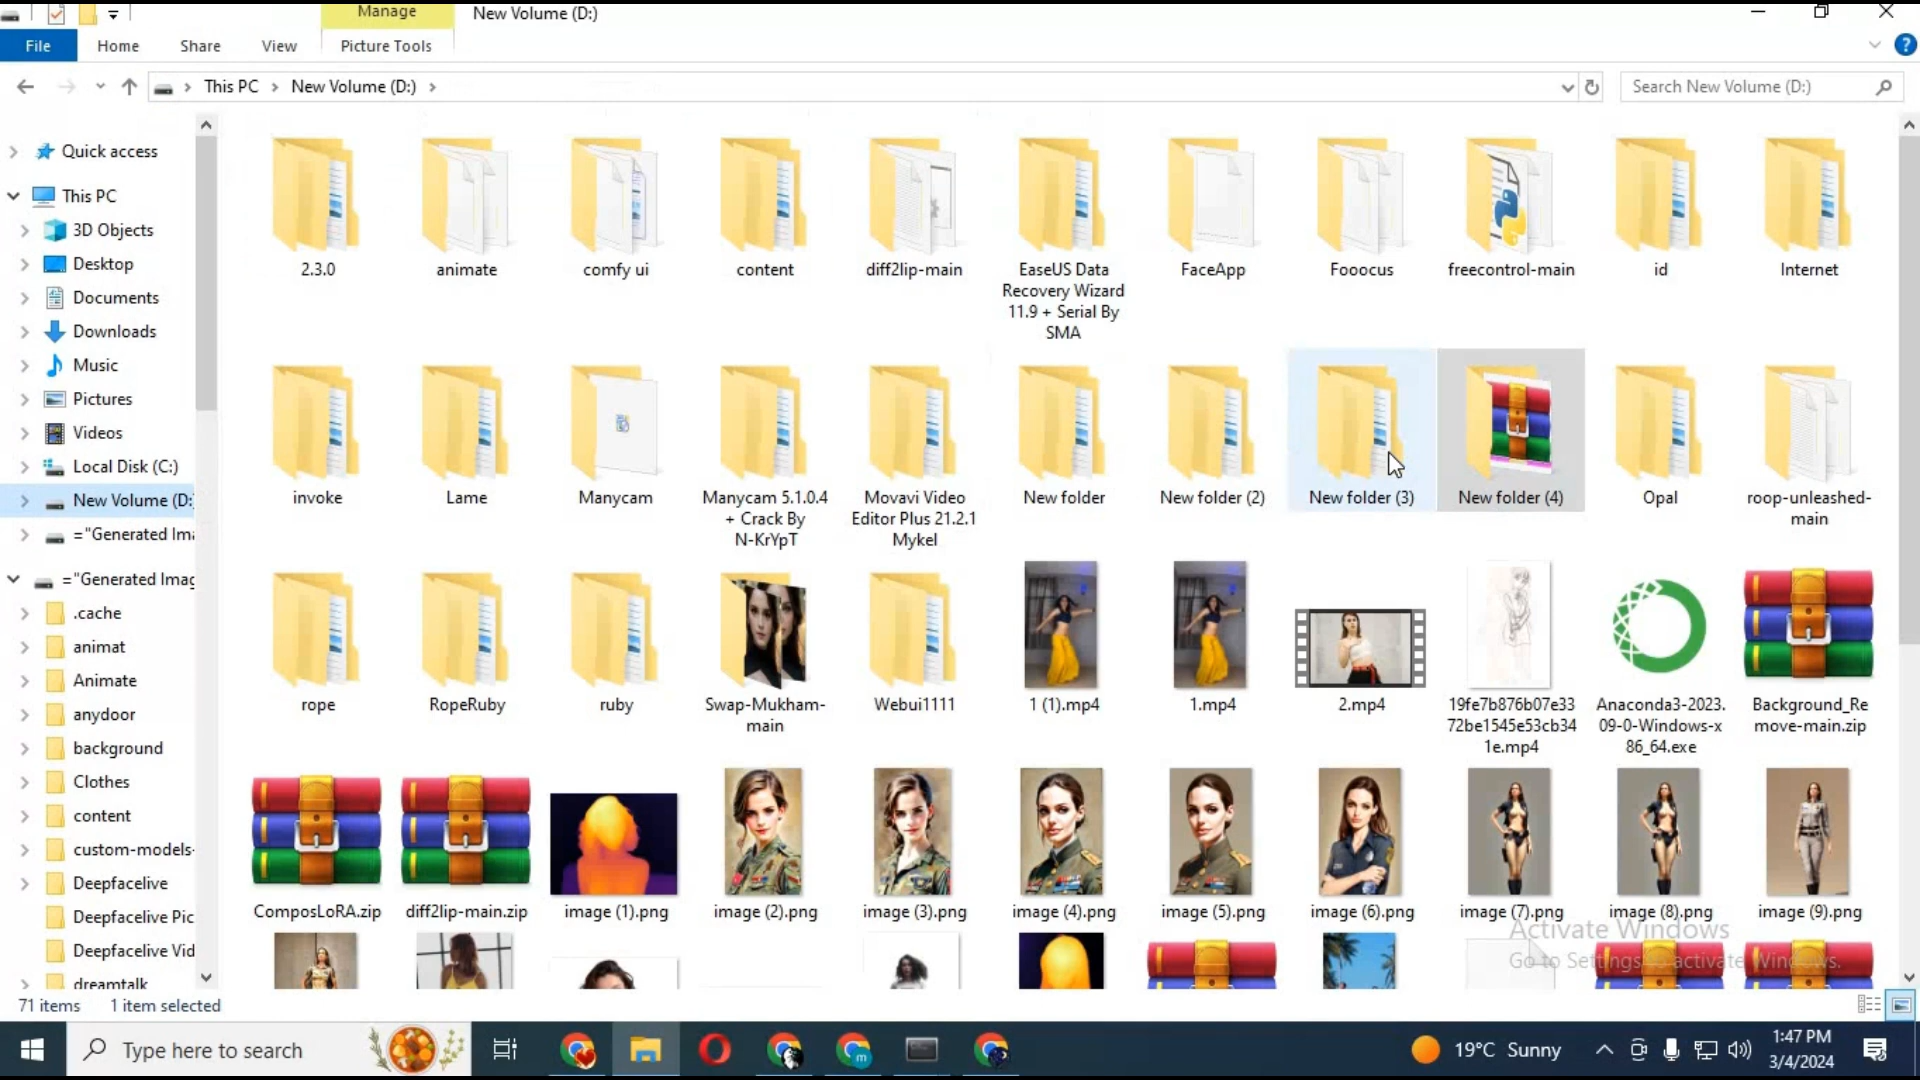 Manage
New Volume (D:)
File
Home
Share
View
Picture Tools
This PC
New Volume (D:)
Search New Volume (D:)
Quick access
This PC
3D Objects
Desktop
Documents
Downloads
Music
Pictures
Videos
Local Disk (C:)
New Volume (D:
="Generated Ima
="Generated Imag
.cache
animat
Animate
anydoor
background
Clothes
content
custom-models-
Deepfacelive
Deepfacelive Pic
Deepfacelive Vid
dreamtalk
2.3.0
animate
comfy ui
content
diff2lip-main
EaseUS Data
Recovery Wizard
11.9 + Serial By
SMA
FaceApp
Fooocus
freecontrol-main
id
Internet
invoke
Lame
Manycam
Manycam 5.1.0.4
+ Crack By
N-KrYpT
Movavi Video
Editor Plus 21.2.1
Mykel
New folder
New folder (2)
New folder (3)
New folder (4)
Opal
roop-unleashed-
main
rope
RopeRuby
ruby
Swap-Mukham-
main
Webui1111
1 (1).mp4
1.mp4
2.mp4
19fe7b876b07e33
72be1545e53cb34
1e.mp4
Anaconda3-2023.
09-0-Windows-x
86_64.exe
Background_Re
move-main.zip
ComposLoRA.zip
diff2lip-main.zip
image (1).png
image (2).png
image (3).png
image (4).png
image (5).png
image (6).png
image (7).png
image (8).png
image (9).png
Activate Windows
Go to Settings to activate Windows.
71 items
1 item selected
Type here to search
19°C Sunny
1:47 PM
3/4/2024